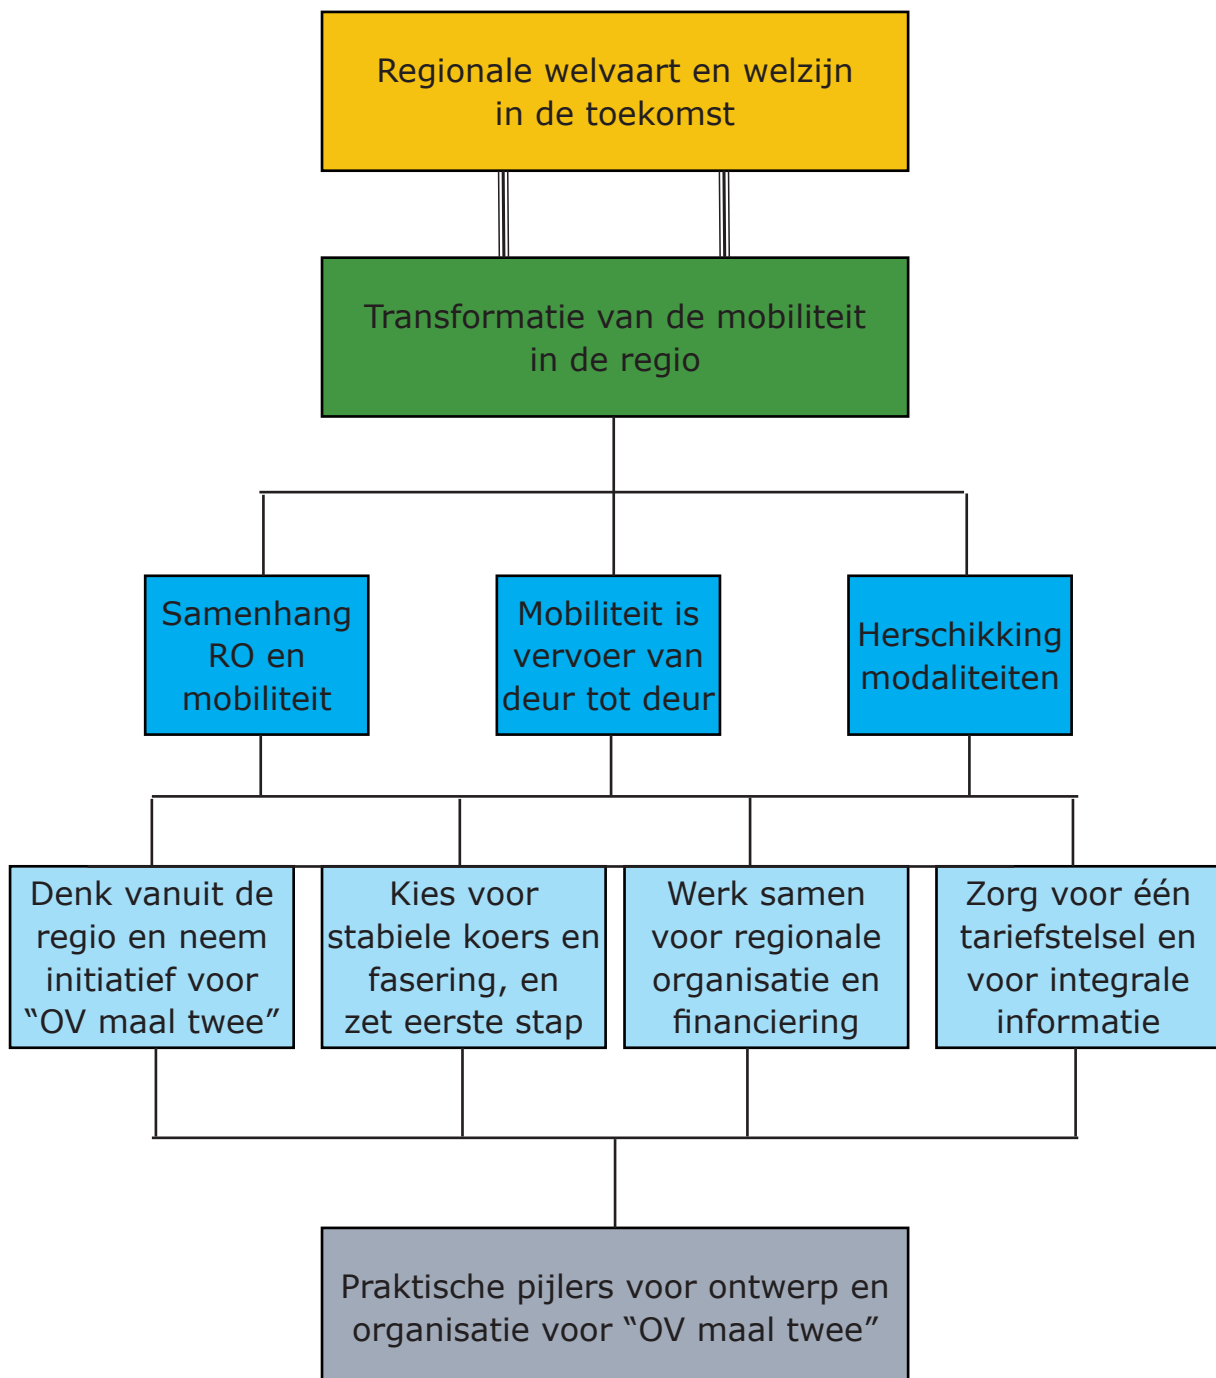 Regionale welvaart en welzijn
in de toekomst
Transformatie van de mobiliteit
in de regio
Samenhang
RO en
mobiliteit
Mobiliteit is
vervoer van
deur tot deur
Herschikking
modaliteiten
Denk vanuit de
regio en neem
initiatief voor
“OV maal twee”
Kies voor
stabiele koers en
fasering, en
zet eerste stap
Werk samen
voor regionale
organisatie en
financiering
Zorg voor één
tariefstelsel en
voor integrale
informatie
Praktische pijlers voor ontwerp en
organisatie voor “OV maal twee”